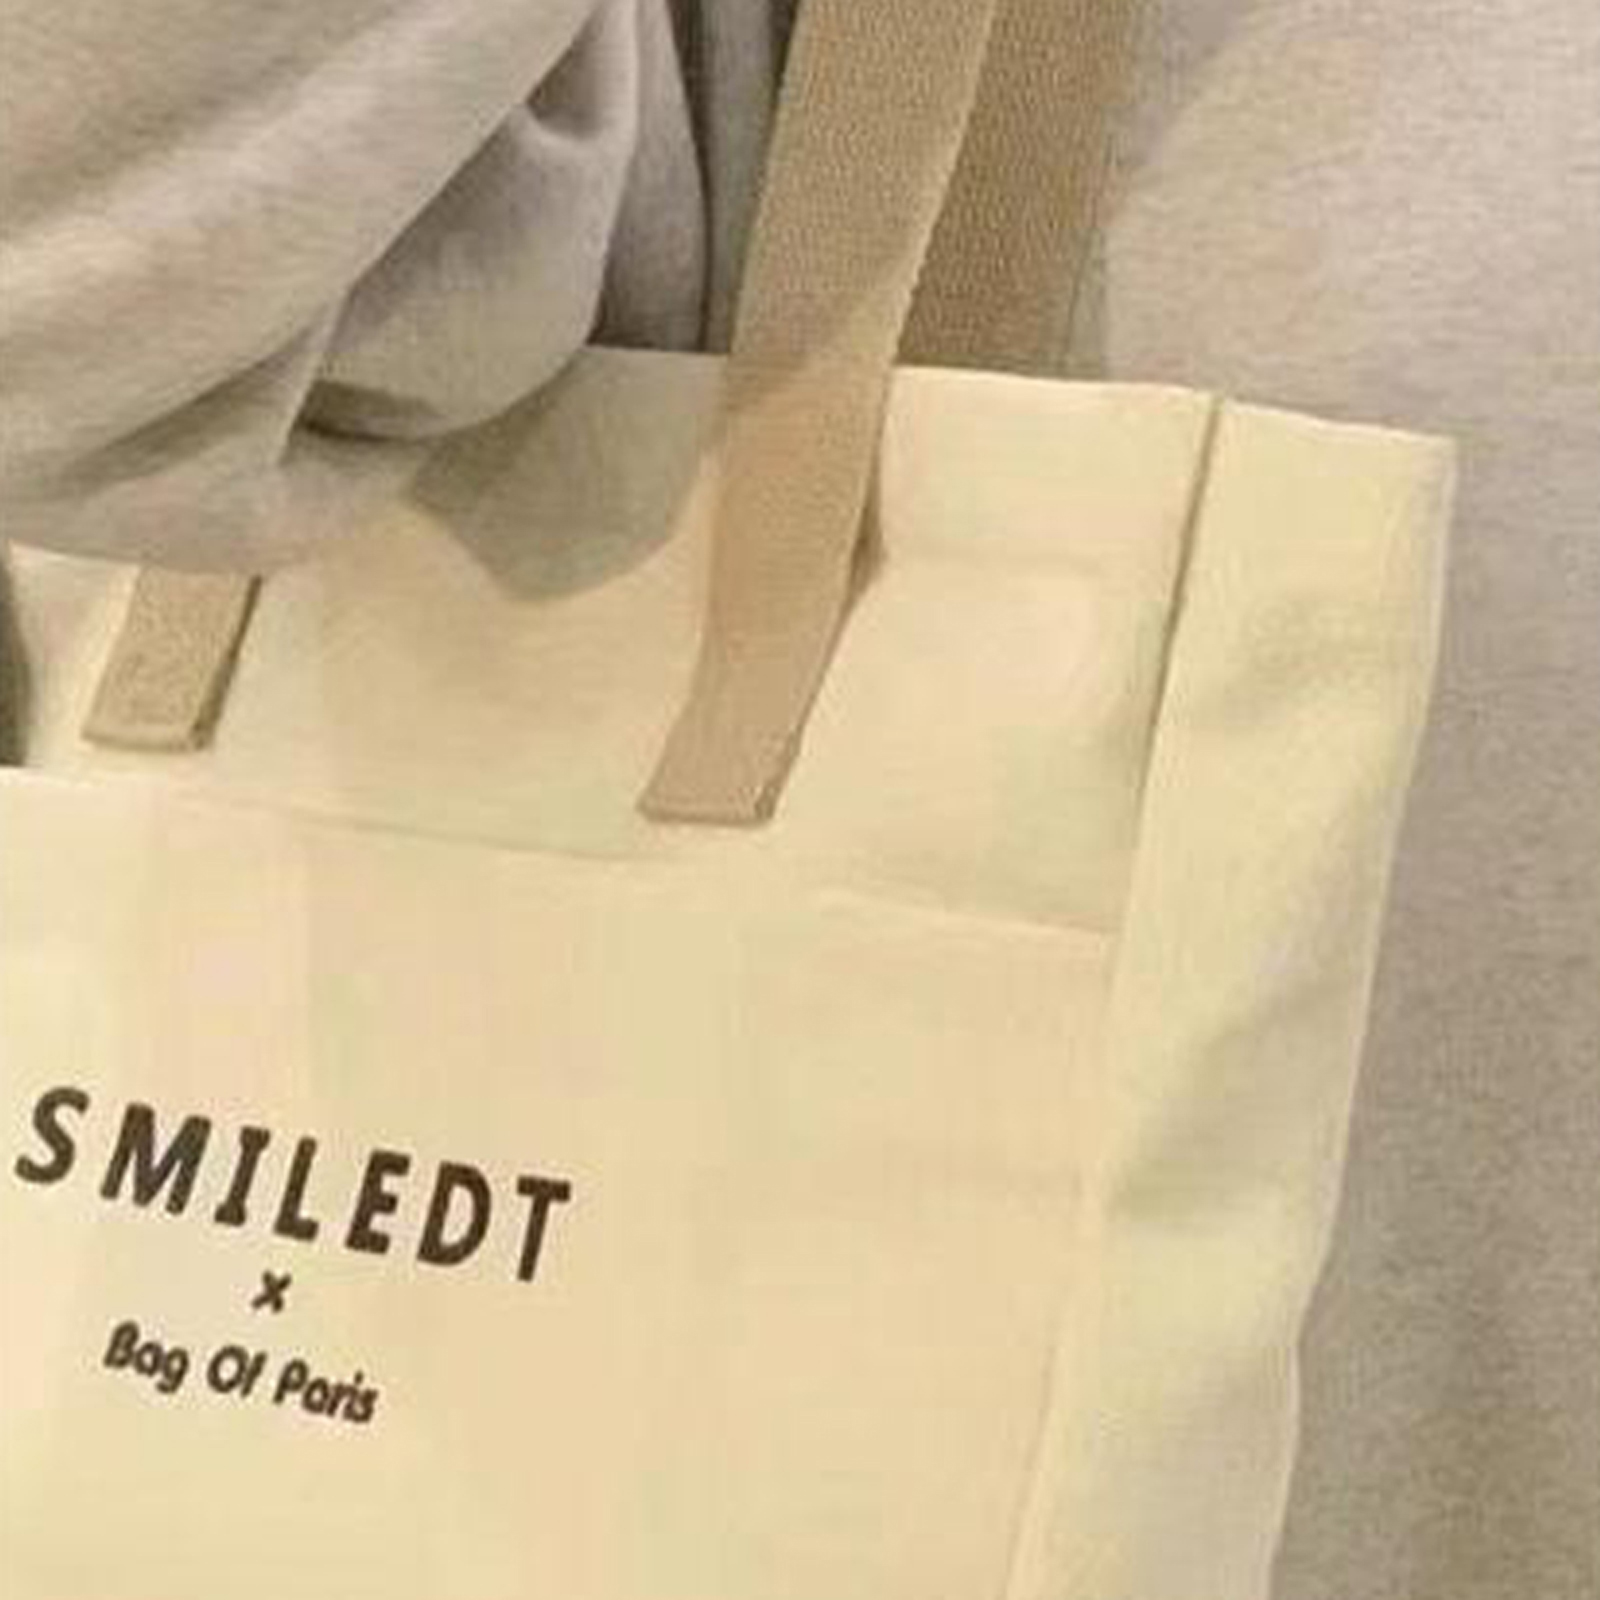 SMILEDT
x
Bag Of Paris